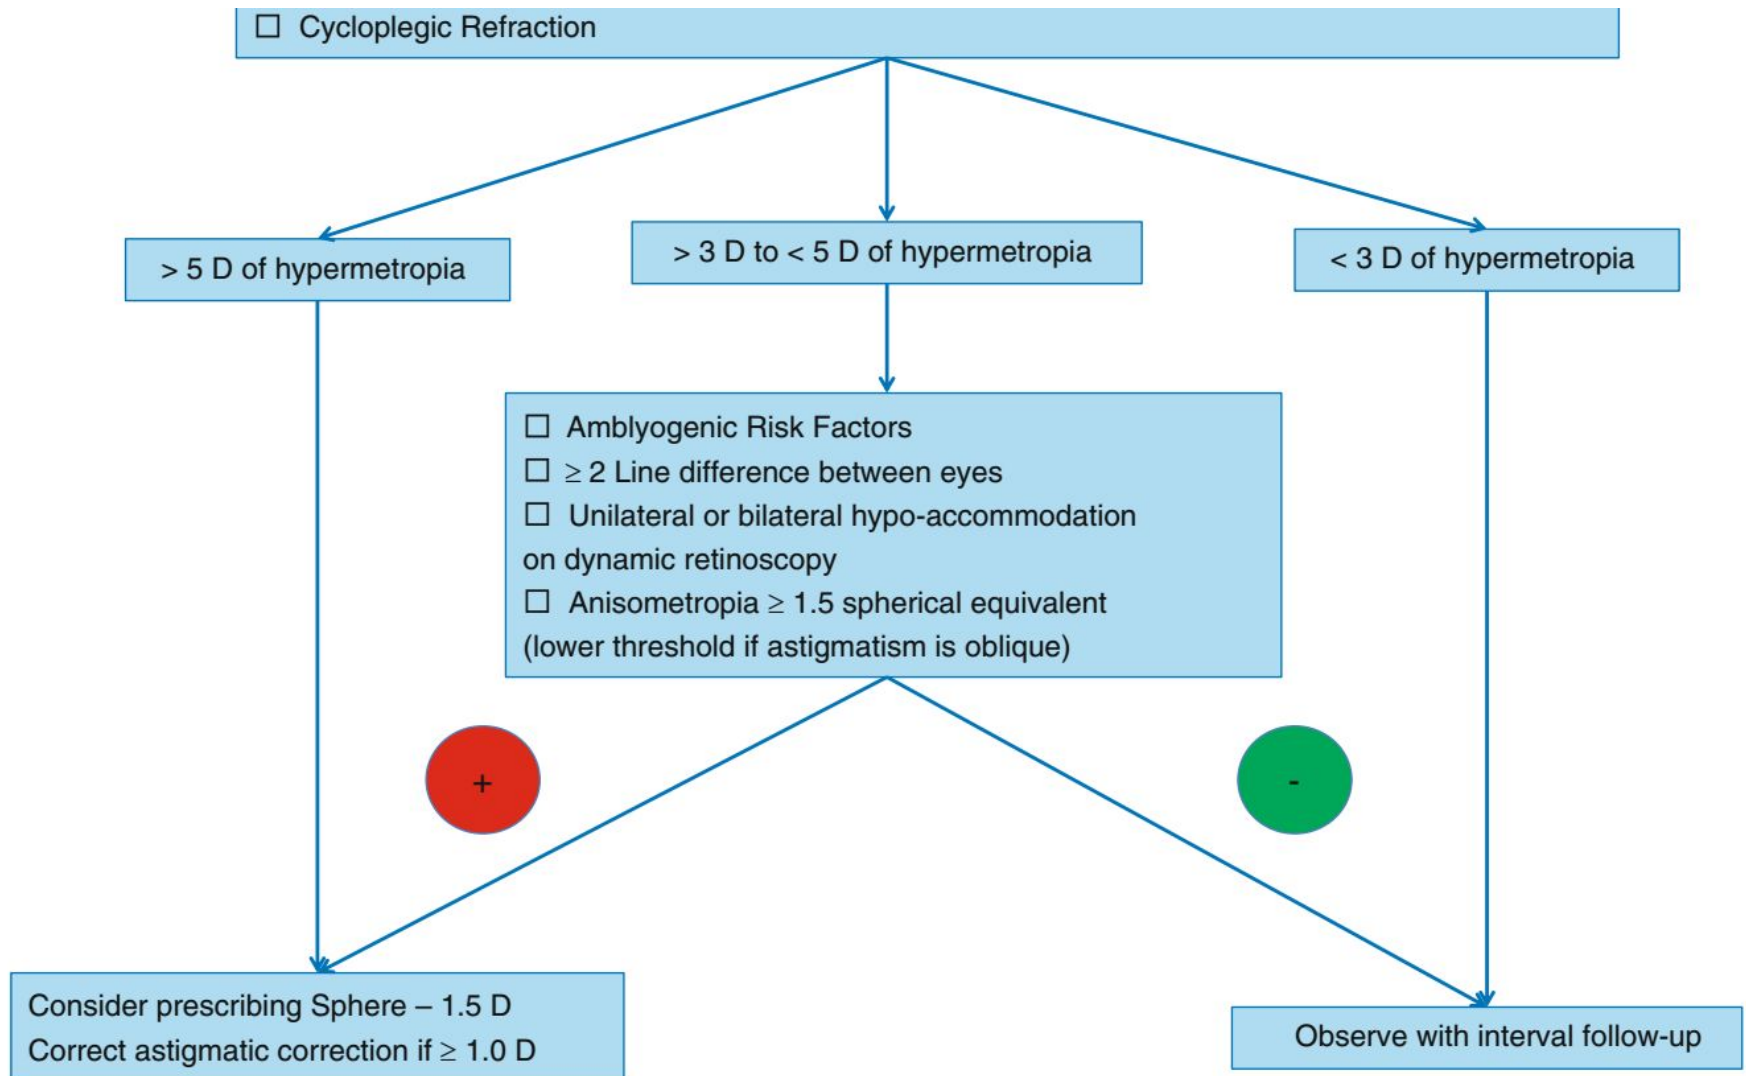 ☐ Cycloplegic Refraction
> 5 D of hypermetropia
> 3 D to < 5 D of hypermetropia
< 3 D of hypermetropia
☐ Amblyogenic Risk Factors
☐ ≥ 2 Line difference between eyes
☐ Unilateral or bilateral hypo-accommodation
on dynamic retinoscopy
☐ Anisometropia ≥ 1.5 spherical equivalent
(lower threshold if astigmatism is oblique)
+
-
Consider prescribing Sphere – 1.5 D
Correct astigmatic correction if ≥ 1.0 D
Observe with interval follow-up